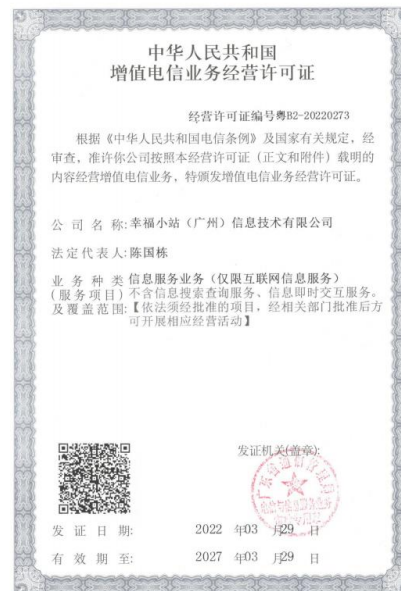 中华人民共和国
增值电信业务经营许可证
经营许可证编号粤B2-20220273
根据《中华人民共和国电信条例》及国家有关规定，经
审查，准许你公司按照本经营许可证（正文和附件）载明的
内容经营增值电信业务，特颁发增值电信业务经营许可证。
公司名称:幸福小站（广州）信息技术有限公司
法定代表人:陈国栋
业务种类 信息服务业务（仅限互联网信息服务）
(服务项目) 不含信息搜索查询服务、信息即时交互服务。
及覆盖范围:【依法须经批准的项目，经相关部门批准后方
可开展相应经营活动】
发证机关(盖章):
广东省通信管理局
发证日期: 2022 年03 月29 日
有效期至: 2027 年03 月29 日